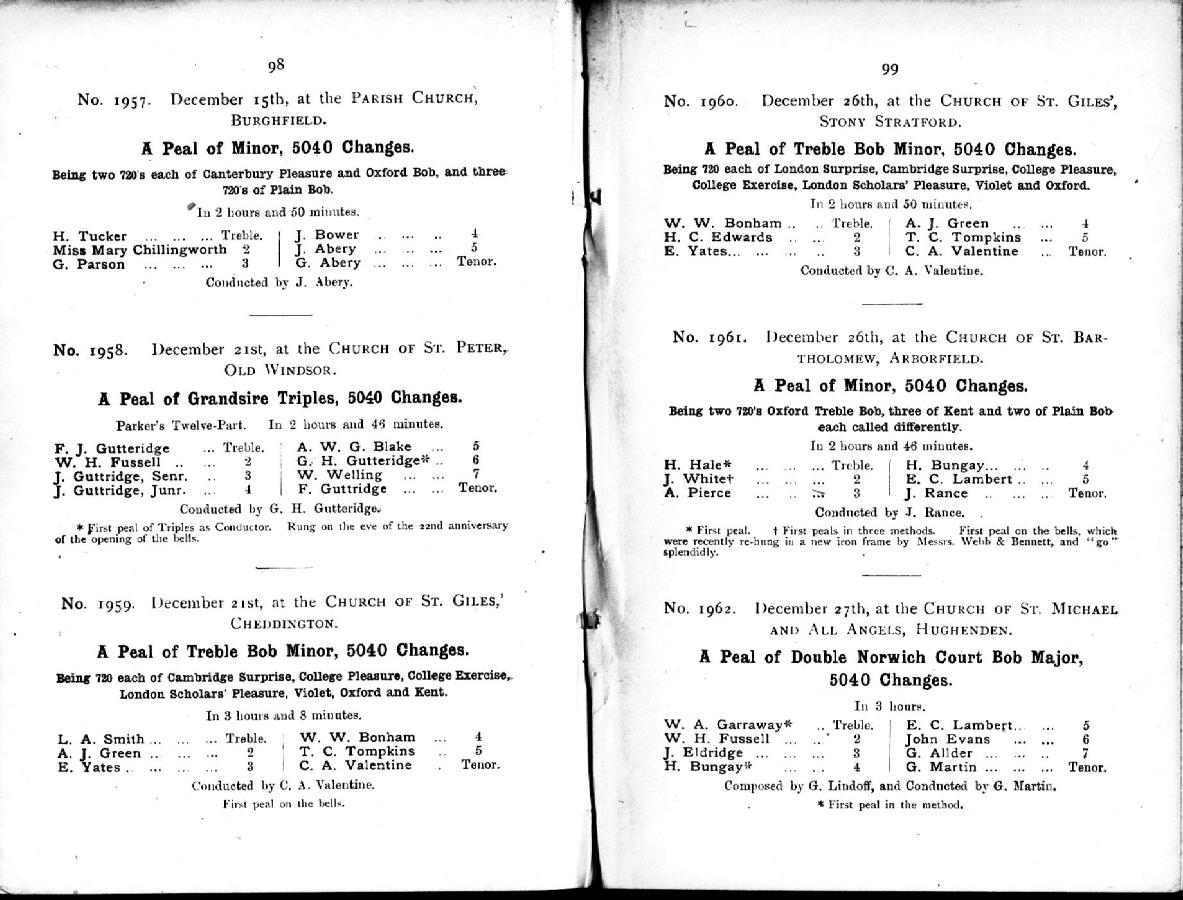 98
No. 1957. December 15th, at the PARISH CHURCH,
BURGHFIELD.
A Peal of Minor, 5040 Changes.
Being two 720's each of Canterbury Pleasure and Oxford Bob, and three
720's of Plain Bob.
In 2 hours and 50 minutes.
H. Tucker ... ... ... Treble. | J. Bower ... ... ... 4
Miss Mary Chillingworth 2 | J. Abery ... ... ... 5
G. Parson ... ... ... 3 | G. Abery ... ... ... Tenor.
Conducted by J. Abery.
No. 1958. December 21st, at the CHURCH OF ST. PETER,
OLD WINDSOR.
A Peal of Grandsire Triples, 5040 Changes.
Parker's Twelve-Part. In 2 hours and 46 minutes.
F. J. Gutteridge ... Treble. | A. W. G. Blake ... 5
W. H. Fussell ... ... 2 | G. H. Gutteridge* ... 6
J. Guttridge, Senr. ... 3 | W. Welling ... ... 7
J. Guttridge, Junr. ... 4 | F. Guttridge ... ... Tenor.
Conducted by G. H. Gutteridge.
* First peal of Triples as Conductor. Rung on the eve of the 22nd anniversary
of the opening of the bells.
No. 1959. December 21st, at the CHURCH OF ST. GILES,'
CHEDDINGTON.
A Peal of Treble Bob Minor, 5040 Changes.
Being 720 each of Cambridge Surprise, College Pleasure, College Exercise,
London Scholars' Pleasure, Violet, Oxford and Kent.
In 3 hours and 8 minutes.
L. A. Smith ... ... ... Treble. | W. W. Bonham ... 4
A. J. Green ... ... ... 2 | T. C. Tompkins ... 5
E. Yates ... ... ... ... 3 | C. A. Valentine ... Tenor.
Conducted by C. A. Valentine.
First peal on the bells.
99
No. 1960. December 26th, at the CHURCH OF ST. GILES',
STONY STRATFORD.
A Peal of Treble Bob Minor, 5040 Changes.
Being 720 each of London Surprise, Cambridge Surprise, College Pleasure,
College Exercise, London Scholars' Pleasure, Violet and Oxford.
In 2 hours and 50 minutes.
W. W. Bonham ... ... Treble. | A. J. Green ... ... 4
H. C. Edwards ... ... 2 | T. C. Tompkins ... 5
E. Yates... ... ... ... 3 | C. A. Valentine ... Tenor.
Conducted by C. A. Valentine.
No. 1961. December 26th, at the CHURCH OF ST. BAR-
THOLOMEW, ARBORFIELD.
A Peal of Minor, 5040 Changes.
Being two 720's Oxford Treble Bob, three of Kent and two of Plain Bob
each called differently.
In 2 hours and 46 minutes.
H. Hale* ... ... ... Treble. | H. Bungay... ... ... 4
J. White† ... ... ... 2 | E. C. Lambert ... ... 5
A. Pierce ... ... ... 3 | J. Rance ... ... ... Tenor.
Conducted by J. Rance.
* First peal. † First peals in three methods. First peal on the bells, which
were recently re-hung in a new iron frame by Messrs. Webb & Bennett, and "go"
splendidly.
No. 1962. December 27th, at the CHURCH OF ST. MICHAEL
AND ALL ANGELS, HUGHENDEN.
A Peal of Double Norwich Court Bob Major,
5040 Changes.
In 3 hours.
W. A. Garraway* ... Treble. | E. C. Lambert... ... 5
W. H. Fussell ... ... 2 | John Evans ... ... 6
J. Eldridge ... ... ... 3 | G. Allder ... ... ... 7
H. Bungay* ... ... 4 | G. Martin ... ... ... Tenor.
Composed by G. Lindoff, and Conducted by G. Martin.
* First peal in the method.